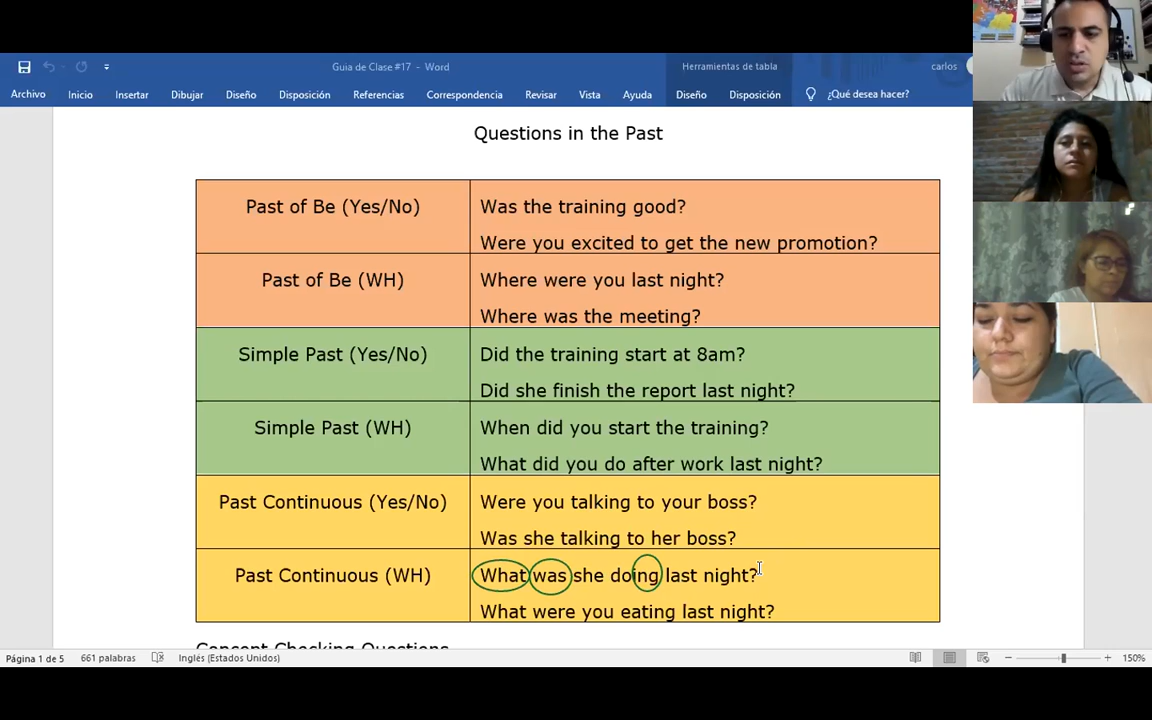 Guia de Clase #17 - Word
Herramientas de tabla
carlos
Archivo Inicio Insertar Dibujar Diseño Disposición Referencias Correspondencia Revisar Vista Ayuda Diseño Disposición ¿Qué desea hacer?
Questions in the Past
Past of Be (Yes/No)
Was the training good?
Were you excited to get the new promotion?
Past of Be (WH)
Where were you last night?
Where was the meeting?
Simple Past (Yes/No)
Did the training start at 8am?
Did she finish the report last night?
Simple Past (WH)
When did you start the training?
What did you do after work last night?
Past Continuous (Yes/No)
Were you talking to your boss?
Was she talking to her boss?
Past Continuous (WH)
What was she doing last night?
What were you eating last night?
Concept Checking Questions
Página 1 de 5 661 palabras Inglés (Estados Unidos) 150%